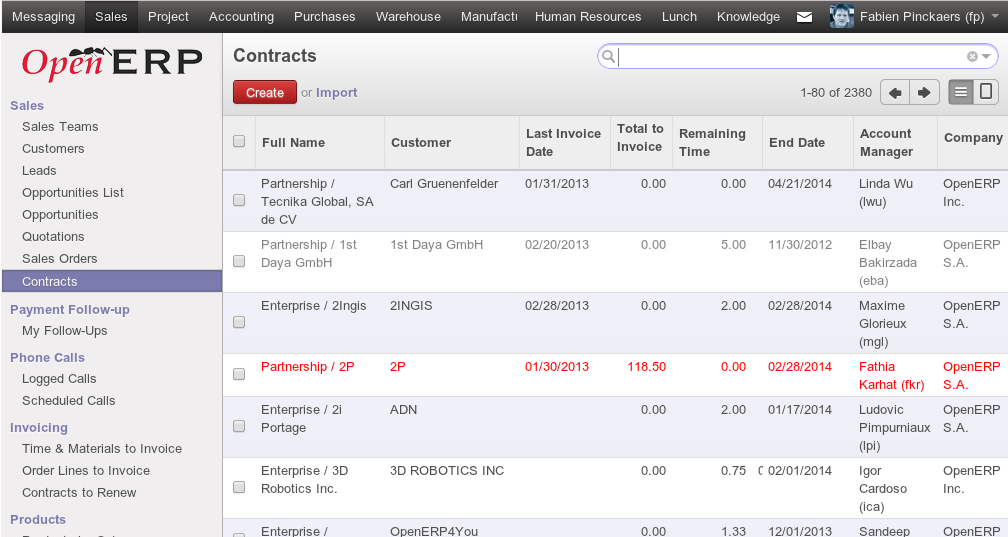 Messaging Sales Project Accounting Purchases Warehouse Manufactu Human Resources Lunch Knowledge Fabien Pinckaers (fp)
Open ERP
Sales
Sales Teams
Customers
Leads
Opportunities List
Opportunities
Quotations
Sales Orders
Contracts
Payment Follow-up
My Follow-Ups
Phone Calls
Logged Calls
Scheduled Calls
Invoicing
Time & Materials to Invoice
Order Lines to Invoice
Contracts to Renew
Products
Contracts
Create or Import
1-80 of 2380
Full Name Customer Last Invoice Date Total to Invoice Remaining Time End Date Account Manager Company
Partnership / Carl Gruenenfelder 01/31/2013 0.00 0.00 04/21/2014 Linda Wu OpenERP
Tecnika Global, SA (lwu) Inc.
de CV
Partnership / 1st 1st Daya GmbH 02/20/2013 0.00 5.00 11/30/2012 Elbay OpenERP
Daya GmbH Bakirzada S.A.
(eba)
Enterprise / 2Ingis 2INGIS 02/28/2013 0.00 2.00 02/28/2014 Maxime OpenERP
Glorieux S.A.
(mgl)
Partnership / 2P 2P 01/30/2013 118.50 0.00 02/28/2014 Fathia OpenERP
Karhat (fkr) S.A.
Enterprise / 2i ADN 0.00 2.00 01/17/2014 Ludovic OpenERP
Portage Pimpurniaux S.A.
(lpi)
Enterprise / 3D 3D ROBOTICS INC 0.00 0.75 02/01/2014 Igor OpenERP
Robotics Inc. Cardoso Inc.
(ica)
Enterprise / OpenERP4You 0.00 1.33 12/01/2013 Sandeep OpenERP